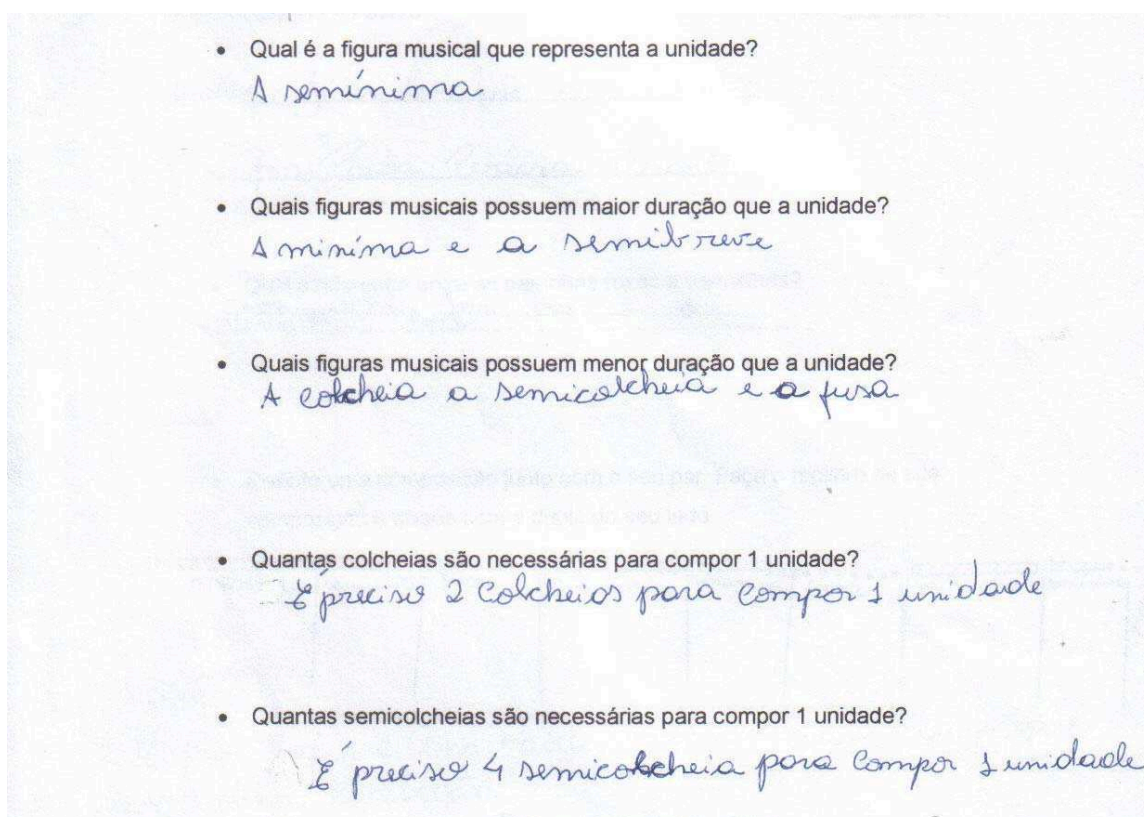 • Qual é a figura musical que representa a unidade?
A semínima
• Quais figuras musicais possuem maior duração que a unidade?
A miníma e a semibreve
• Quais figuras musicais possuem menor duração que a unidade?
A colcheia a semicolcheia e a fusa
• Quantas colcheias são necessárias para compor 1 unidade?
É preciso 2 Colcheias para compor 1 unidade
• Quantas semicolcheias são necessárias para compor 1 unidade?
É preciso 4 semicolcheia para Compor 1 unidade